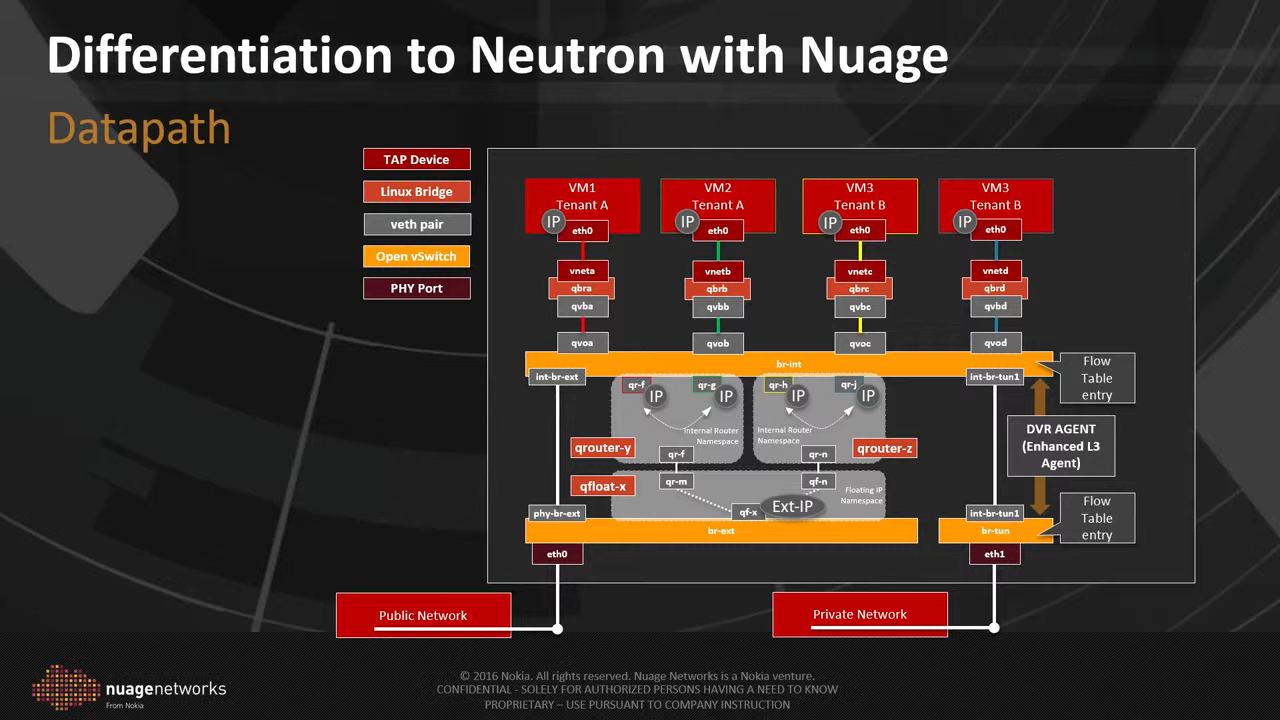 Differentiation to Neutron with Nuage
Datapath
TAP Device
Linux Bridge
veth pair
Open vSwitch
PHY Port
VM1
Tenant A
IP
eth0
vneta
qbra
qvba
qvoa
VM2
Tenant A
IP
eth0
vnetb
qbrb
qvbb
qvob
VM3
Tenant B
IP
eth0
vnetc
qbrc
qvbc
qvoc
VM3
Tenant B
IP
eth0
vnetd
qbrd
qvbd
qvod
br-int
Flow
Table
entry
int-br-ext
qr-f
IP
qr-g
IP
qr-h
IP
qr-j
IP
int-br-tun1
Internal Router
Namespace
Internal Router
Namespace
DVR AGENT
(Enhanced L3
Agent)
qrouter-y
qr-f
qr-n
qrouter-z
qfloat-x
qr-m
qf-n
Floating IP
Namespace
phy-br-ext
qf-x
Ext-IP
int-br-tun1
Flow
Table
entry
br-ext
br-tun
eth0
eth1
Public Network
Private Network
nuagenetworks
From Nokia
© 2016 Nokia. All rights reserved. Nuage Networks is a Nokia venture.
CONFIDENTIAL - SOLELY FOR AUTHORIZED PERSONS HAVING A NEED TO KNOW
PROPRIETARY – USE PURSUANT TO COMPANY INSTRUCTION